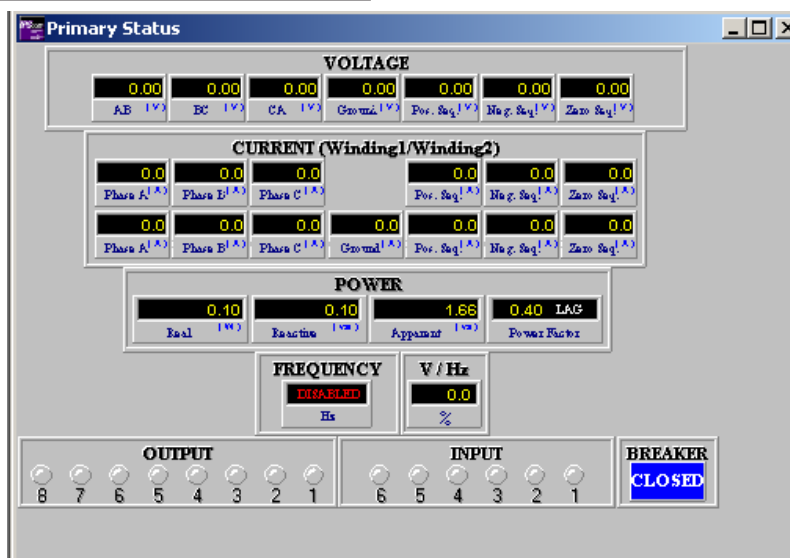 Primary Status
VOLTAGE
0.00 0.00 0.00 0.00 0.00 0.00 0.00
AB (V) BC (V) CA (V) Ground (V) Pos. Seq. (V) Neg. Seq. (V) Zero Seq. (V)
CURRENT (Winding1/Winding2)
0.0 0.0 0.0 0.0 0.0 0.0
Phase A (A) Phase B (A) Phase C (A) Pos. Seq. (A) Neg. Seq. (A) Zero Seq. (A)
0.0 0.0 0.0 0.0 0.0 0.0 0.0
Phase A (A) Phase B (A) Phase C (A) Ground (A) Pos. Seq. (A) Neg. Seq. (A) Zero Seq. (A)
POWER
0.10 0.10 1.66 0.40 LAG
Real (W) Reactive Apparent Power Factor
FREQUENCY V / Hz
DISABLED 0.0
Hz %
OUTPUT INPUT BREAKER
CLOSED
8 7 6 5 4 3 2 1 6 5 4 3 2 1